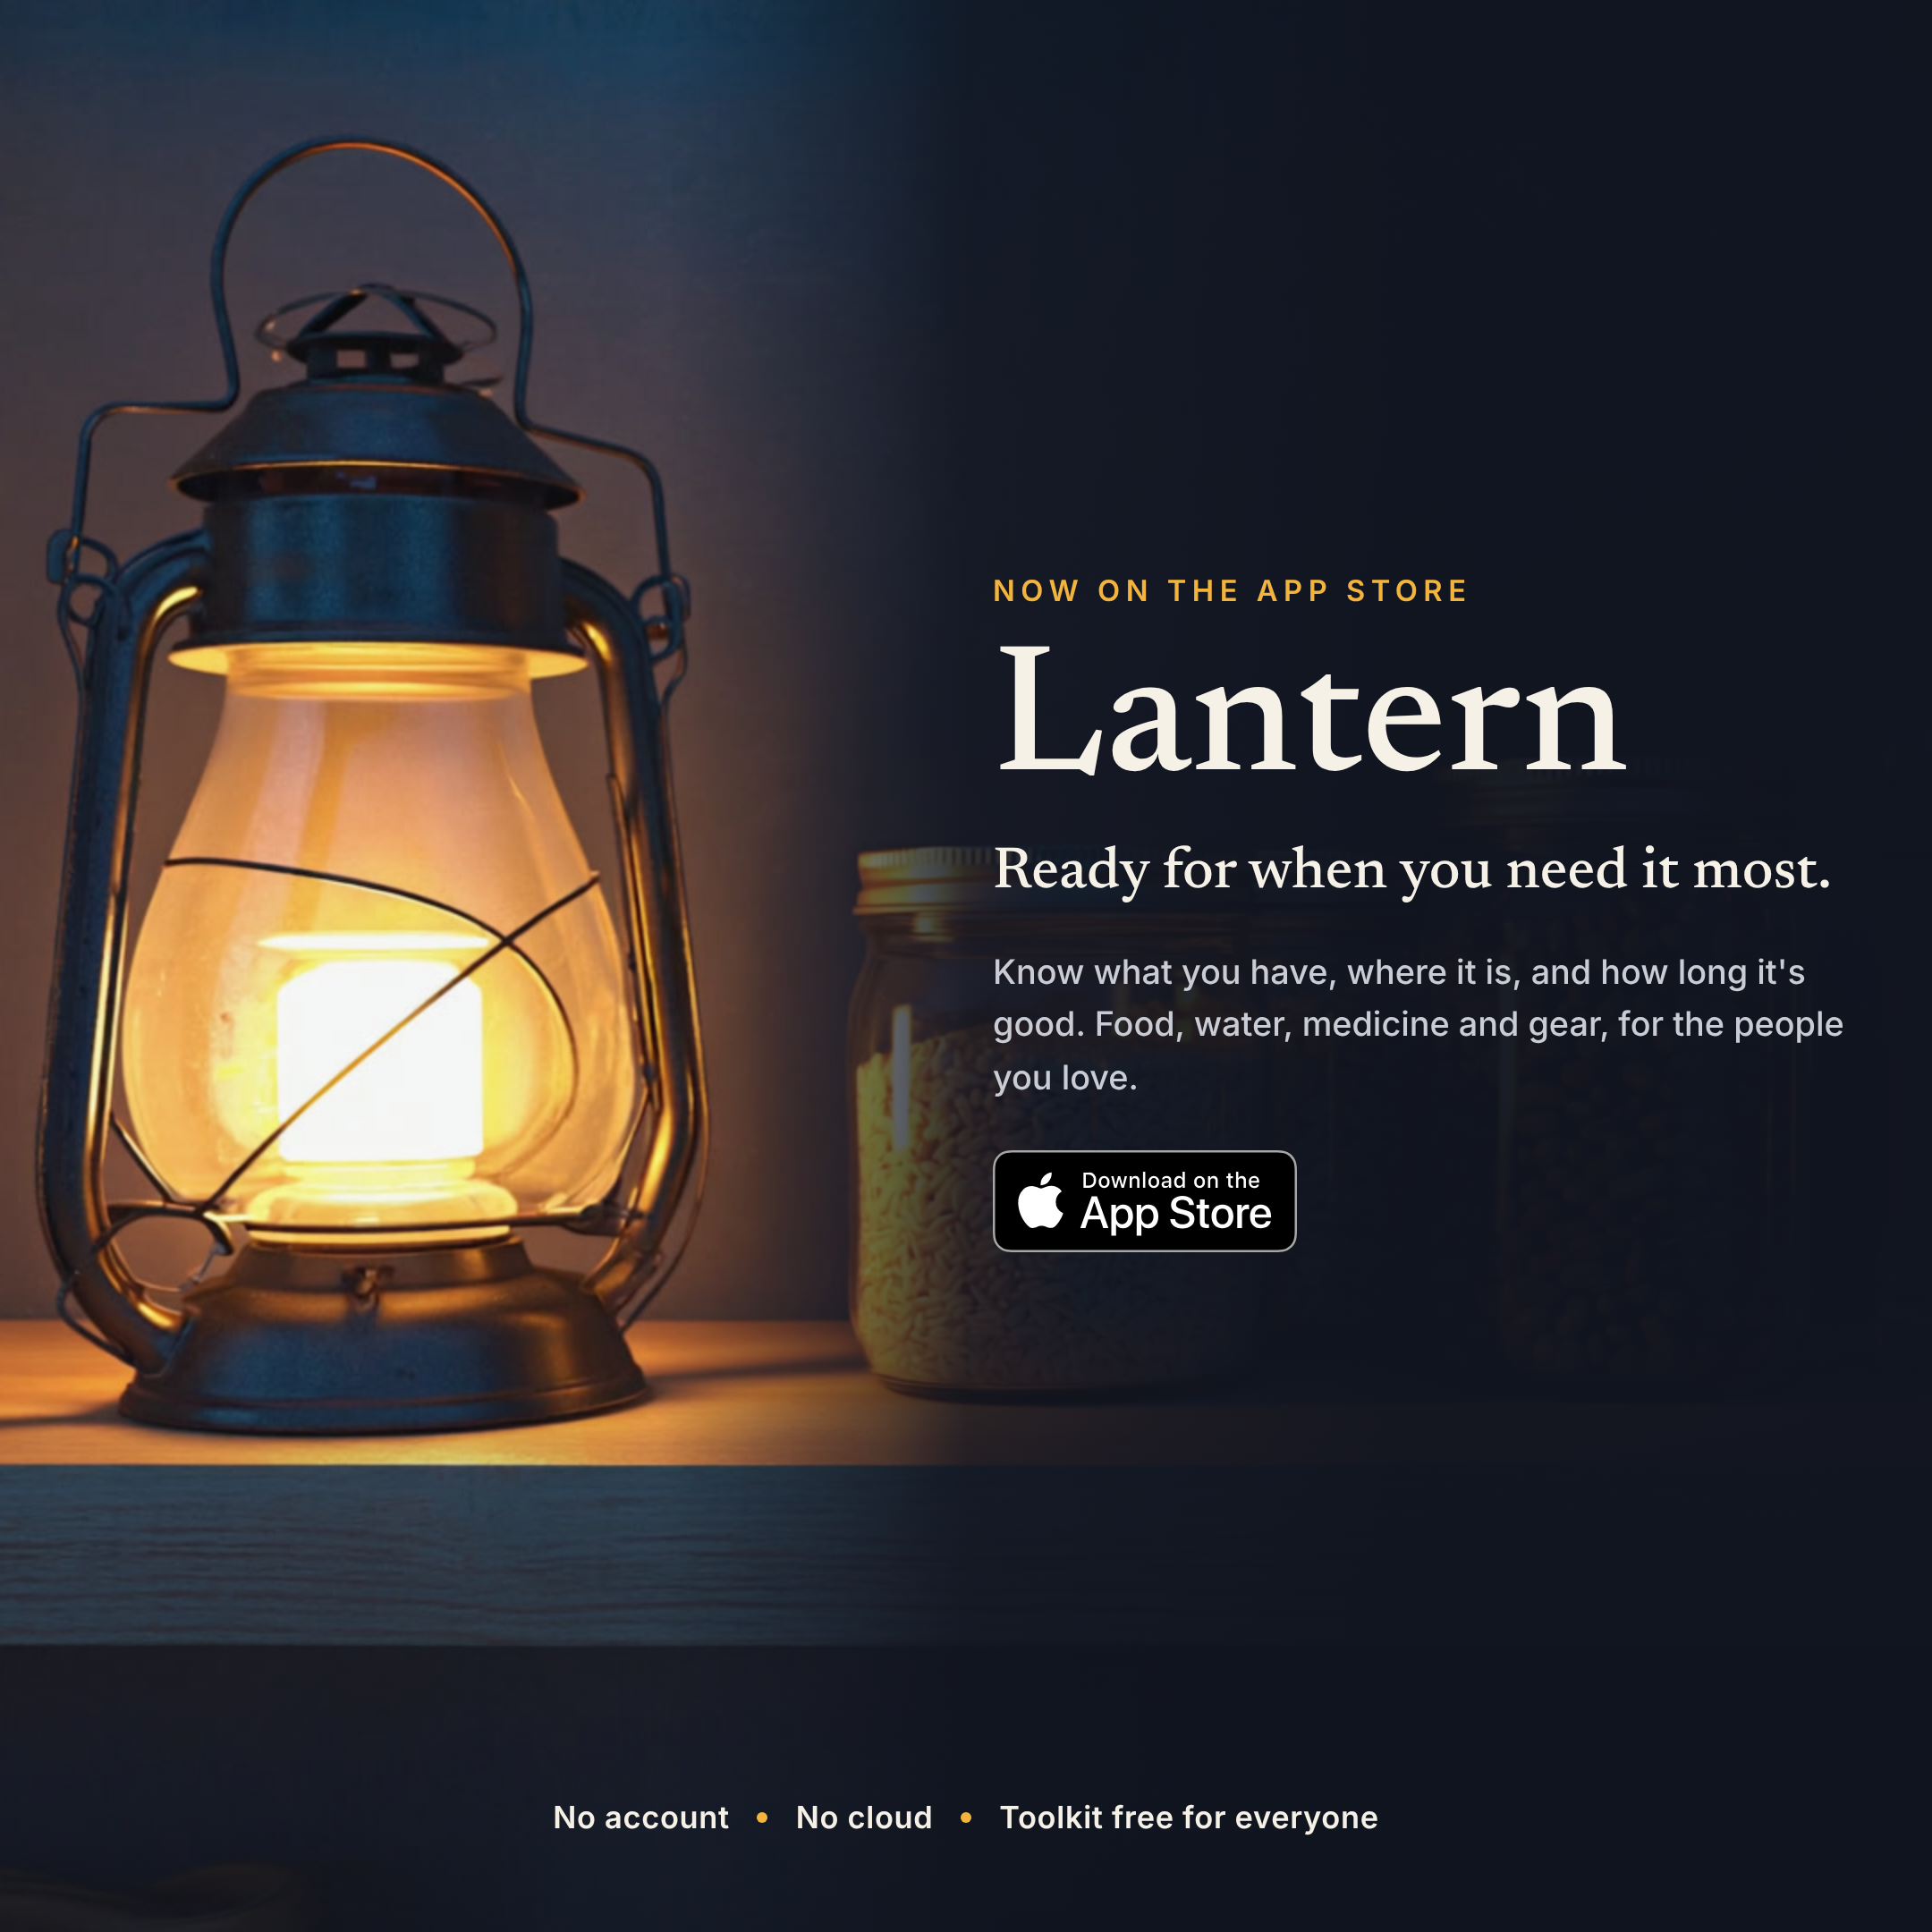 NOW ON THE APP STORE
Lantern
Ready for when you need it most.
Know what you have, where it is, and how long it's
good. Food, water, medicine and gear, for the people
you love.
Download on the
App Store
No account • No cloud • Toolkit free for everyone